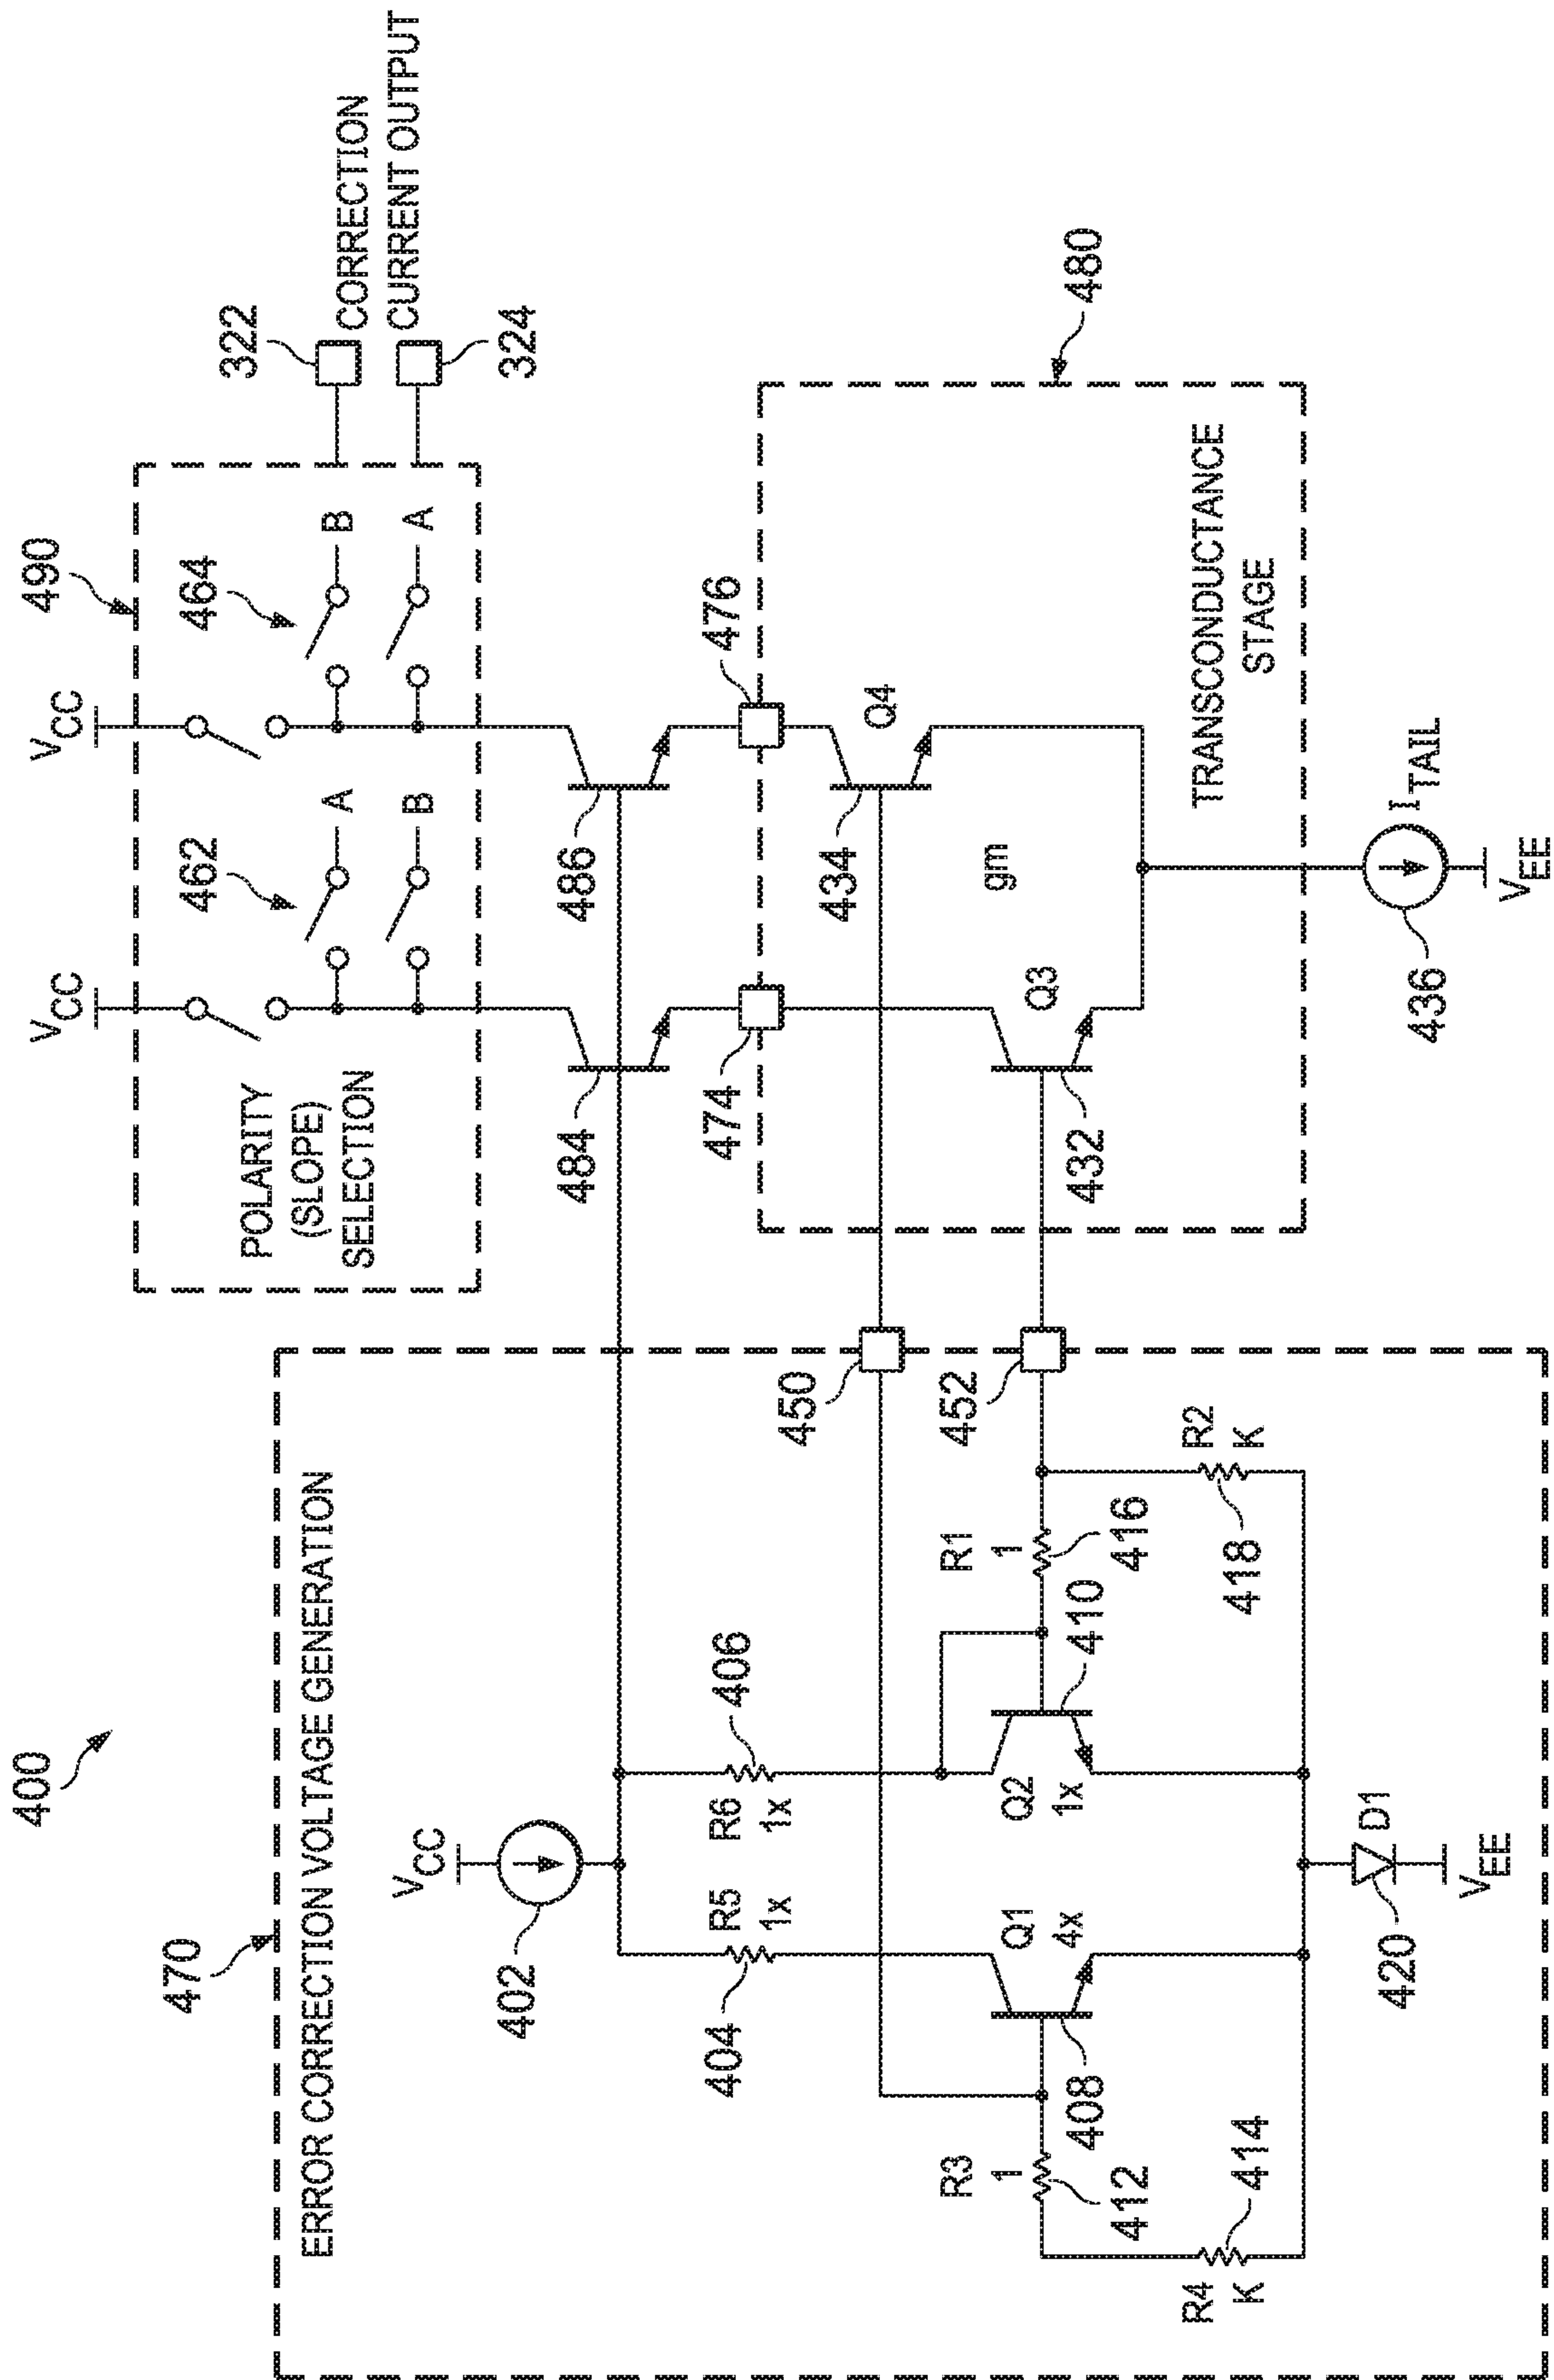 400
470
ERROR CORRECTION VOLTAGE GENERATION
VCC
402
R5
1x
404
R6
1x
406
Q1
4x
408
Q2
1x
410
R3
1
412
R4
K
414
R1
1
416
R2
K
418
D1
420
VEE
450
452
490
VCC
VCC
POLARITY
(SLOPE)
SELECTION
462
A
B
464
B
A
322
CORRECTION
CURRENT OUTPUT
324
484
486
474
476
480
Q4
434
gm
Q3
432
TRANSCONDUCTANCE
STAGE
ITAIL
436
VEE